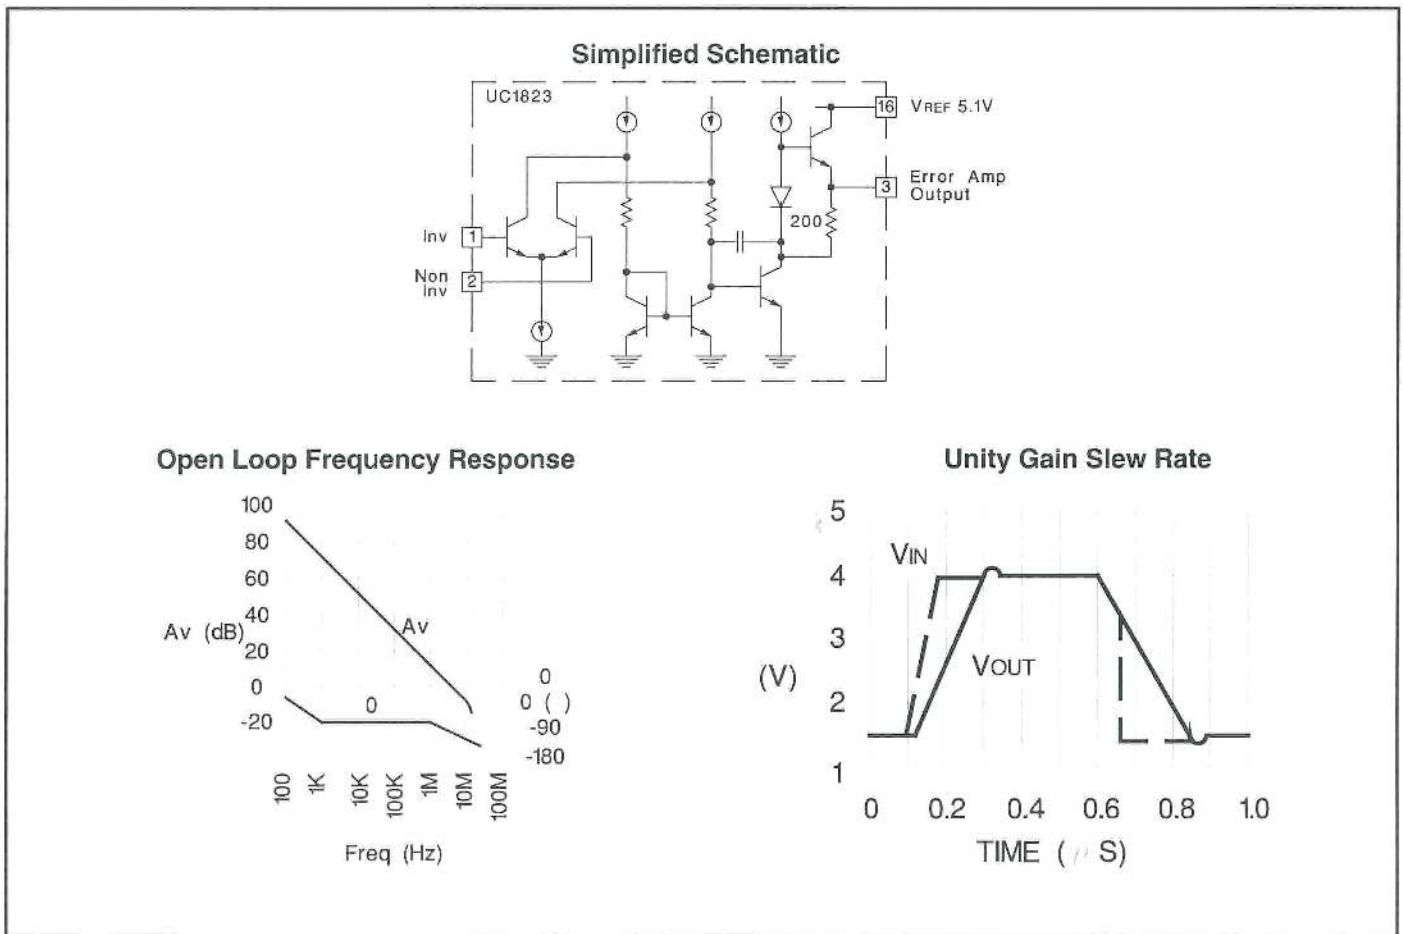 Simplified Schematic
UC1823
16 VREF 5.1V
3 Error Amp
Output
200
Inv 1
Non
Inv 2
Open Loop Frequency Response
100
80
60
40
20
0
-20
Av (dB)
Av
0
0
0 ( )
-90
-180
100 1K 10K 100K 1M 10M 100M
Freq (Hz)
Unity Gain Slew Rate
5
4
3
2
1
(V)
VIN
VOUT
0 0.2 0.4 0.6 0.8 1.0
TIME ( μ S)